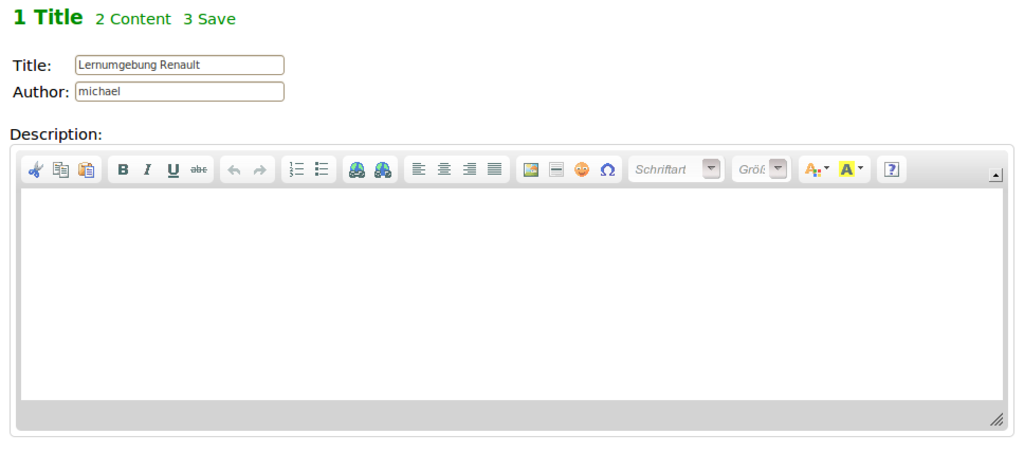 1 Title 2 Content 3 Save
Title: Lernumgebung Renault
Author: michael
Description:
B I U abc Schriftart Größ A A ?